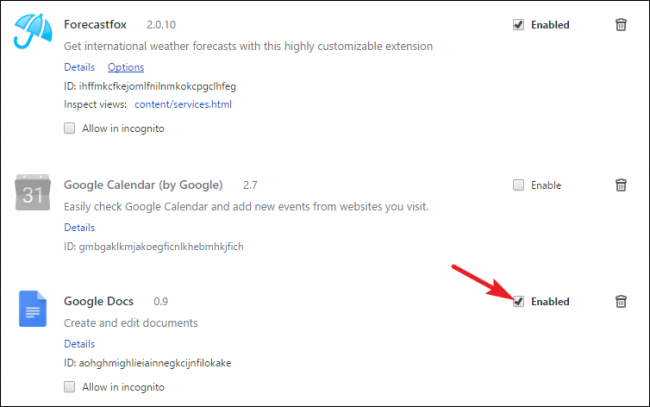 Forecastfox 2.0.10 Enabled
Get international weather forecasts with this highly customizable extension
Details Options
ID: ihffmkcfkejomlfnilnmkokcpgclhfeg
Inspect views: content/services.html
Allow in incognito
31 Google Calendar (by Google) 2.7 Enable
Easily check Google Calendar and add new events from websites you visit.
Details
ID: gmbgaklkmjakoegficnlkhebmhkjfich
Google Docs 0.9 Enabled
Create and edit documents
Details
ID: aohghmighlieiainnegkcijnfilokake
Allow in incognito